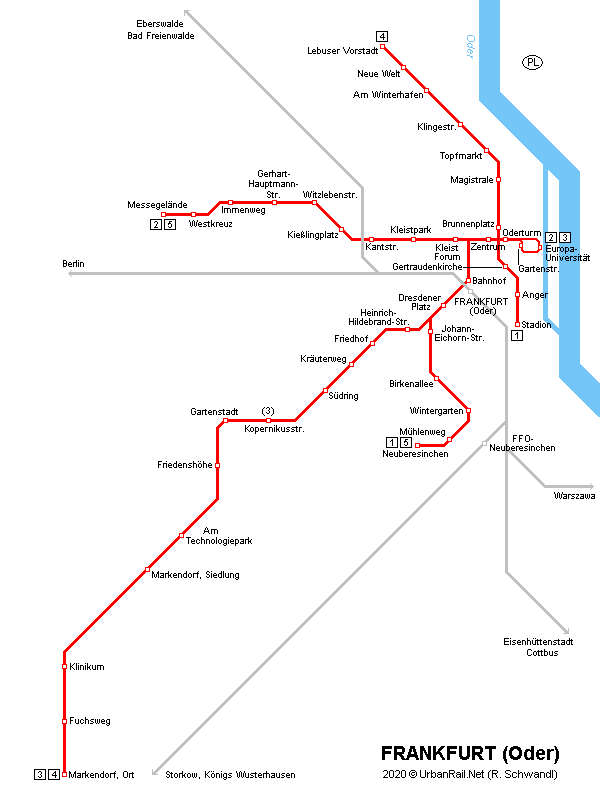 Eberswalde
Bad Freienwalde
4
Lebuser Vorstadt
Oder
PL
Neue Welt
Am Winterhafen
Klingestr.
Topfmarkt
Magistrale
Gerhart-
Hauptmann-
Str.
Witzlebenstr.
Messegelände
2 5
Westkreuz
Immenweg
Kießlingplatz
Kantstr.
Kleistpark
Kleist
Forum
Brunnenplatz
Zentrum
Oderturm
2 3
Europa-
Universität
Gertraudenkirche
Gartenstr.
Berlin
Bahnhof
FRANKFURT
(Oder)
Anger
Stadion
1
Dresdener
Platz
Heinrich-
Hildebrand-Str.
Johann-
Eichorn-Str.
Friedhof
Kräuterweg
Südring
Birkenallee
Wintergarten
Mühlenweg
1 5
Neuberesinchen
FFO-
Neuberesinchen
Gartenstadt
(3)
Kopernikusstr.
Friedenshöhe
Warszawa
Am
Technologiepark
Markendorf, Siedlung
Eisenhüttenstadt
Cottbus
Klinikum
Fuchsweg
3 4
Markendorf, Ort
Storkow, Königs Wusterhausen
FRANKFURT (Oder)
2020 © UrbanRail.Net (R. Schwandl)